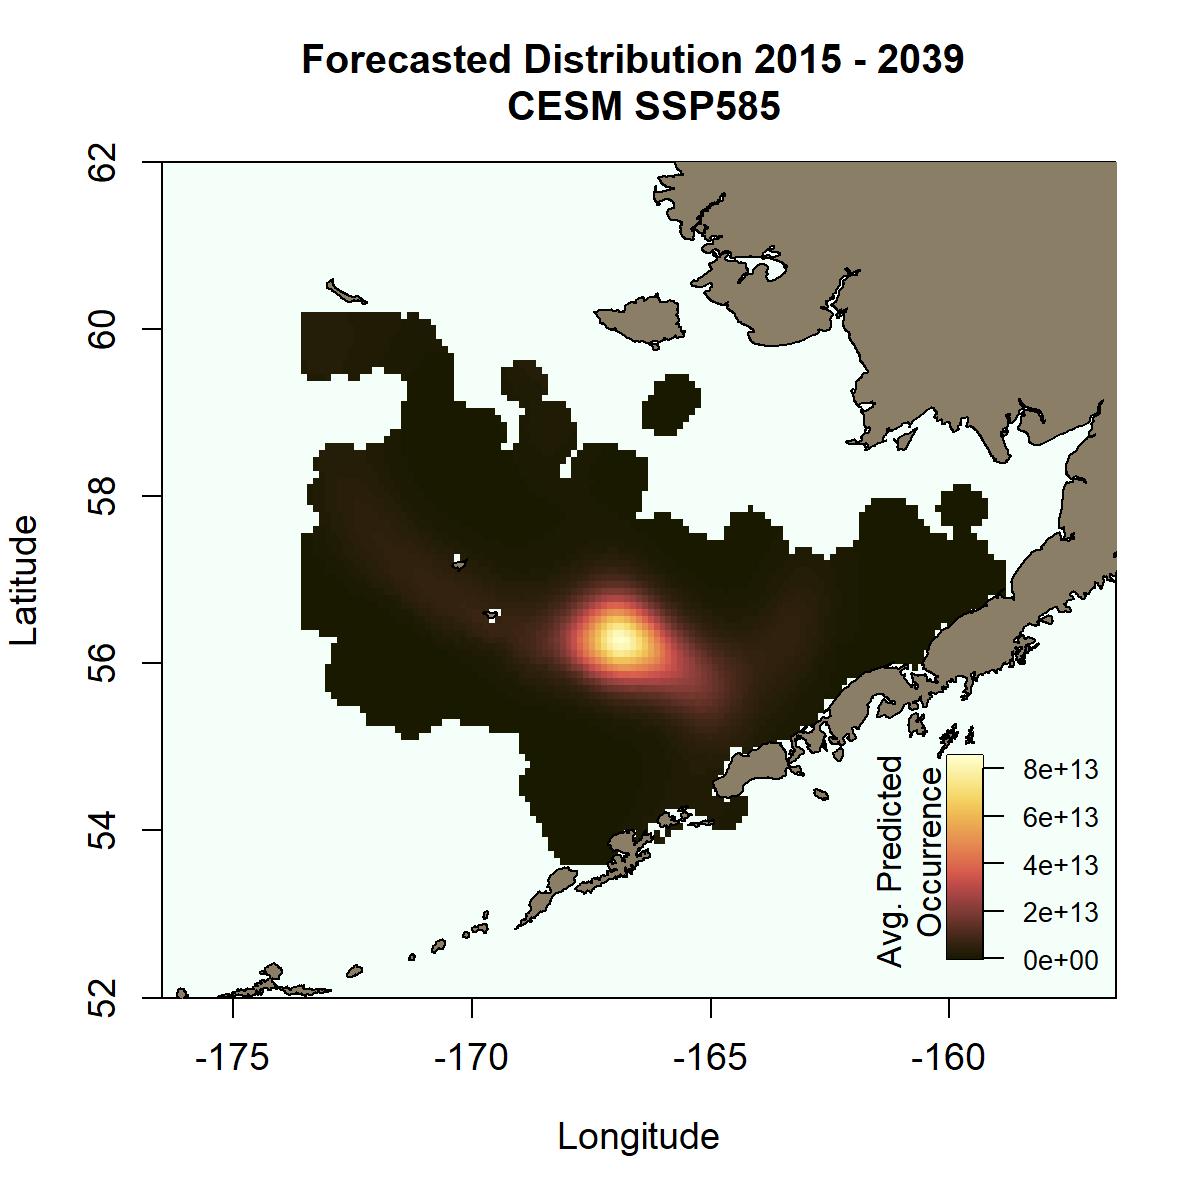 Forecasted Distribution 2015 - 2039
CESM SSP585
62
60
58
56
54
52
Latitude
-175
-170
-165
-160
Longitude
Avg. Predicted
Occurrence
8e+13
6e+13
4e+13
2e+13
0e+00